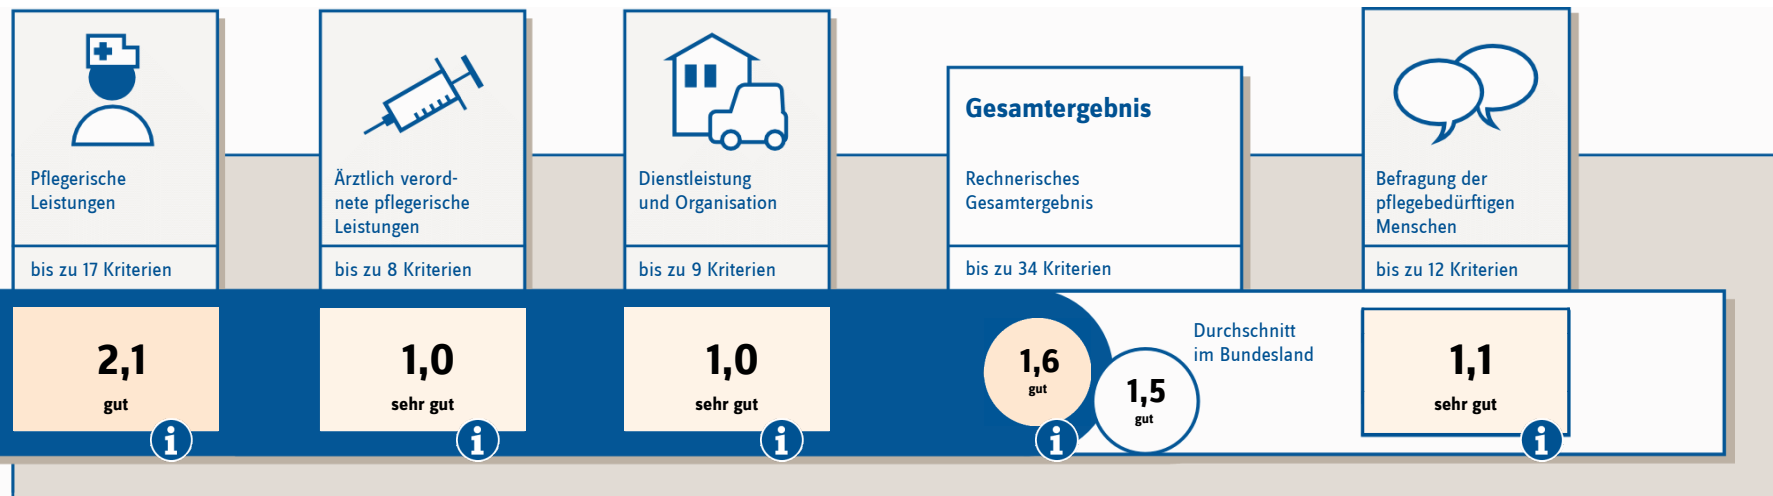 Pflegerische
Leistungen
bis zu 17 Kriterien
2,1
gut
i
Ärztlich verord-
nete pflegerische
Leistungen
bis zu 8 Kriterien
1,0
sehr gut
i
Dienstleistung
und Organisation
bis zu 9 Kriterien
1,0
sehr gut
i
Gesamtergebnis
Rechnerisches
Gesamtergebnis
bis zu 34 Kriterien
1,6
gut
i
Durchschnitt
im Bundesland
1,5
gut
Befragung der
pflegebedürftigen
Menschen
bis zu 12 Kriterien
1,1
sehr gut
i